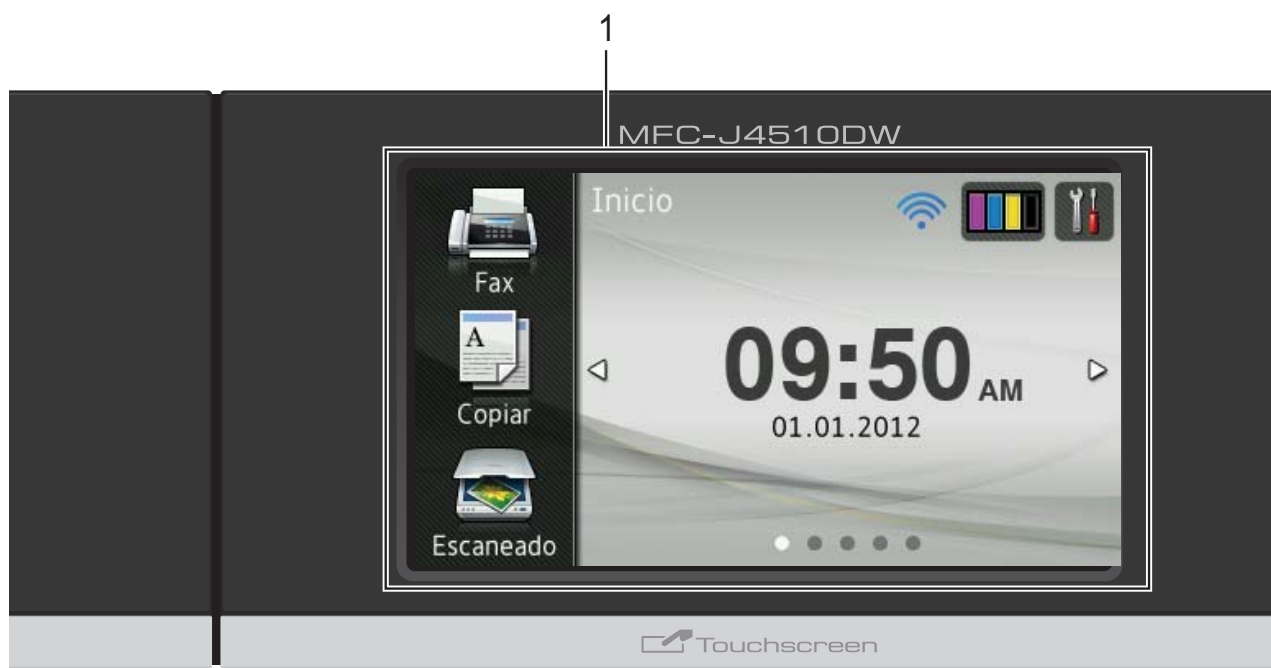 1
MFC-J4510DW
Inicio
Fax
A
Copiar
Escaneado
09:50 AM
01.01.2012
Touchscreen